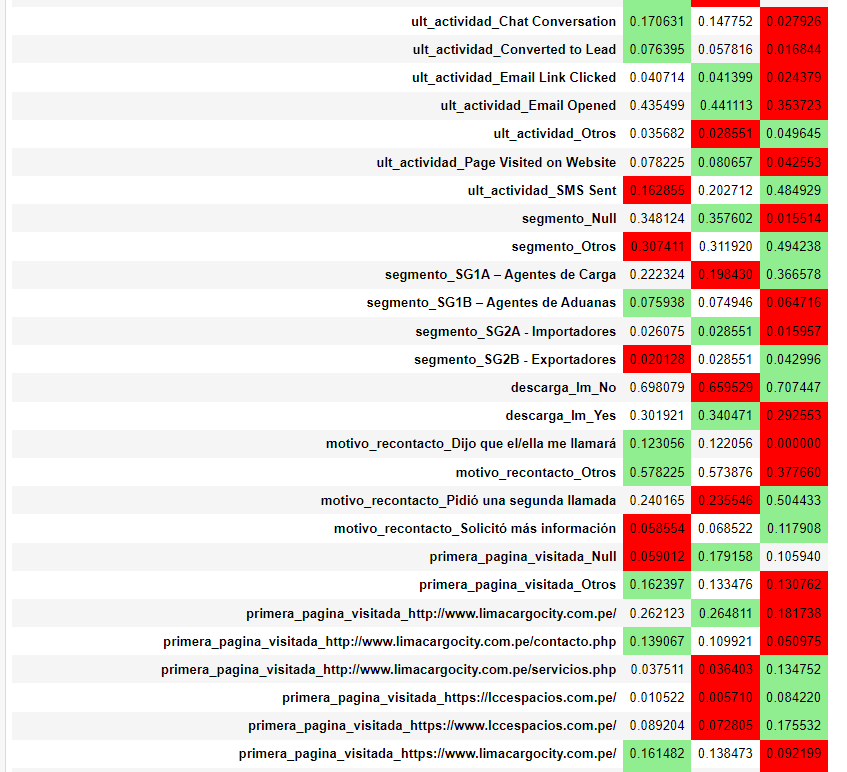 ult_actividad_Chat Conversation 0.170631 0.147752 0.027926
ult_actividad_Converted to Lead 0.076395 0.057816 0.016844
ult_actividad_Email Link Clicked 0.040714 0.041399 0.024379
ult_actividad_Email Opened 0.435499 0.441113 0.353723
ult_actividad_Otros 0.035682 0.028551 0.049645
ult_actividad_Page Visited on Website 0.078225 0.080657 0.042553
ult_actividad_SMS Sent 0.162855 0.202712 0.484929
segmento_Null 0.348124 0.357602 0.015514
segmento_Otros 0.307411 0.311920 0.494238
segmento_SG1A – Agentes de Carga 0.222324 0.198430 0.366578
segmento_SG1B – Agentes de Aduanas 0.075938 0.074946 0.064716
segmento_SG2A - Importadores 0.026075 0.028551 0.015957
segmento_SG2B - Exportadores 0.020128 0.028551 0.042996
descarga_lm_No 0.698079 0.659529 0.707447
descarga_lm_Yes 0.301921 0.340471 0.292553
motivo_recontacto_Dijo que el/ella me llamará 0.123056 0.122056 0.000000
motivo_recontacto_Otros 0.578225 0.573876 0.377660
motivo_recontacto_Pidió una segunda llamada 0.240165 0.235546 0.504433
motivo_recontacto_Solicitó más información 0.058554 0.068522 0.117908
primera_pagina_visitada_Null 0.059012 0.179158 0.105940
primera_pagina_visitada_Otros 0.162397 0.133476 0.130762
primera_pagina_visitada_http://www.limacargocity.com.pe/ 0.262123 0.264811 0.181738
primera_pagina_visitada_http://www.limacargocity.com.pe/contacto.php 0.139067 0.109921 0.050975
primera_pagina_visitada_http://www.limacargocity.com.pe/servicios.php 0.037511 0.036403 0.134752
primera_pagina_visitada_https://lccespacios.com.pe/ 0.010522 0.005710 0.084220
primera_pagina_visitada_https://www.lccespacios.com.pe/ 0.089204 0.072805 0.175532
primera_pagina_visitada_https://www.limacargocity.com.pe/ 0.161482 0.138473 0.092199